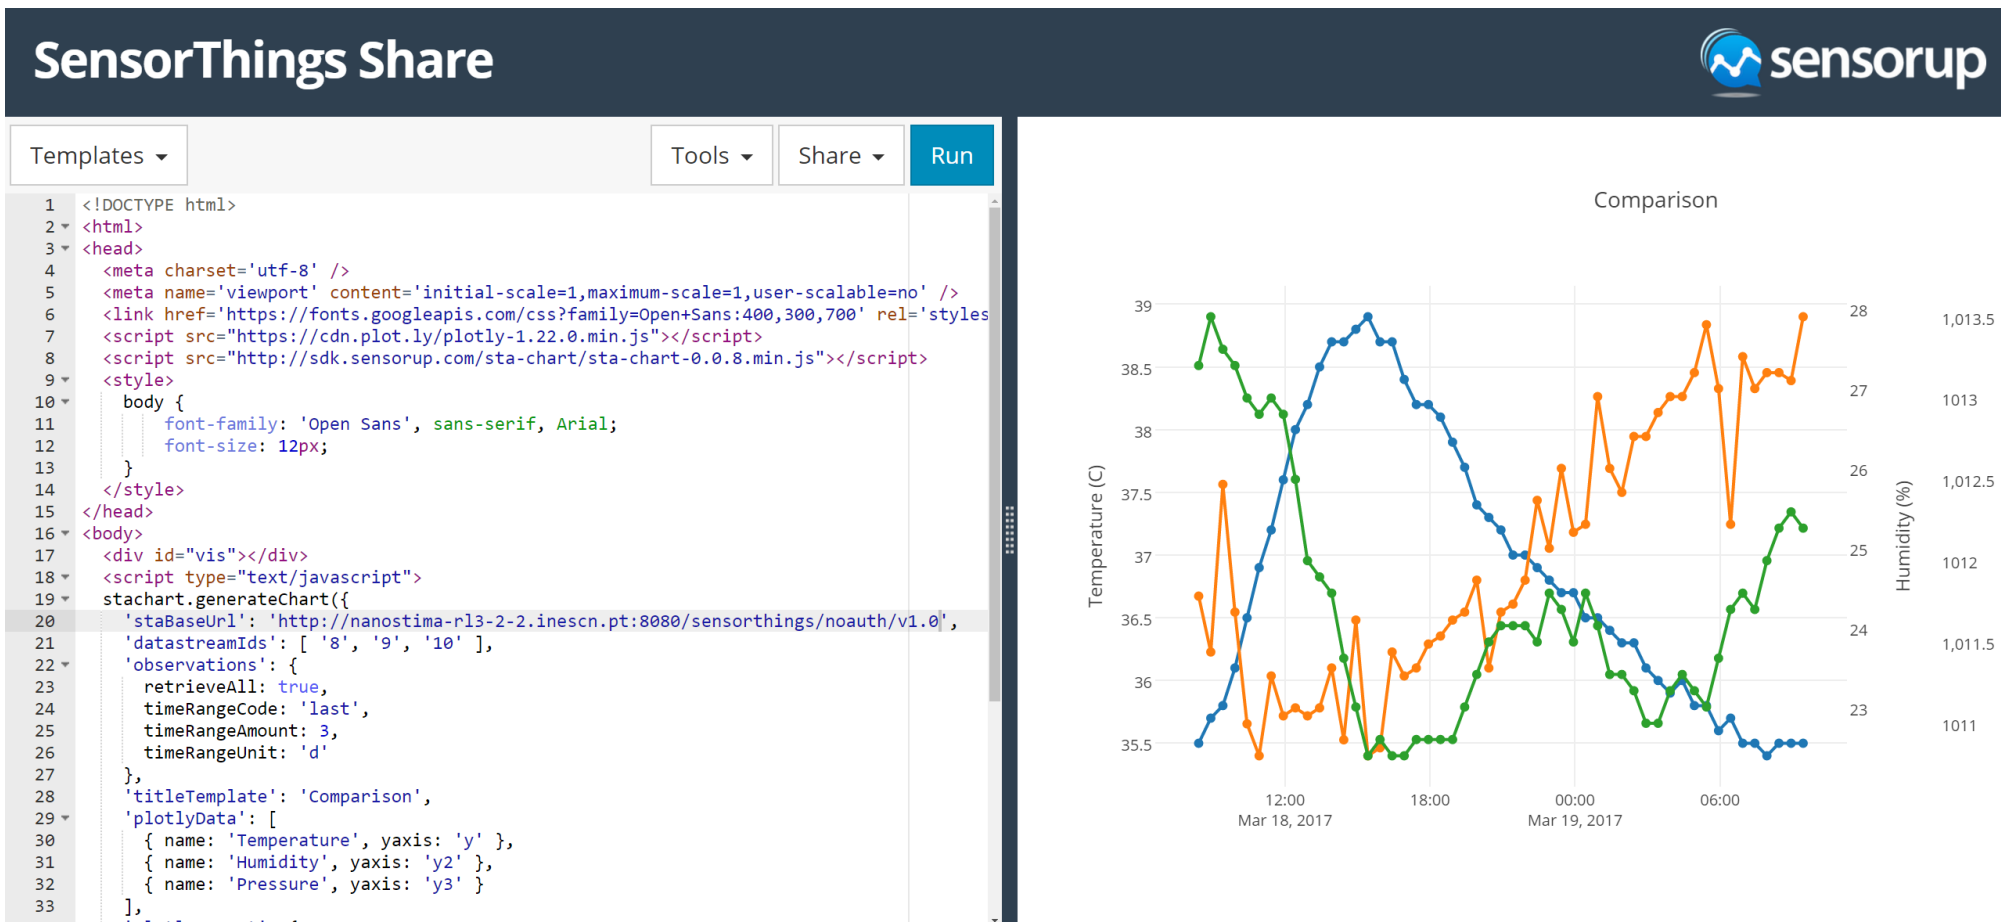 SensorThings Share
sensorup
Templates
Tools
Share
Run
1 <!DOCTYPE html>
2 <html>
3 <head>
4 <meta charset='utf-8' />
5 <meta name='viewport' content='initial-scale=1,maximum-scale=1,user-scalable=no' />
6 <link href='https://fonts.googleapis.com/css?family=Open+Sans:400,300,700' rel='styles
7 <script src="https://cdn.plot.ly/plotly-1.22.0.min.js"></script>
8 <script src="http://sdk.sensorup.com/sta-chart/sta-chart-0.0.8.min.js"></script>
9 <style>
10 body {
11 font-family: 'Open Sans', sans-serif, Arial;
12 font-size: 12px;
13 }
14 </style>
15 </head>
16 <body>
17 <div id="vis"></div>
18 <script type="text/javascript">
19 stachart.generateChart({
20 'staBaseUrl': 'http://nanostima-rl3-2-2.inescn.pt:8080/sensorthings/noauth/v1.0',
21 'datastreamIds': [ '8', '9', '10' ],
22 'observations': {
23 retrieveAll: true,
24 timeRangeCode: 'last',
25 timeRangeAmount: 3,
26 timeRangeUnit: 'd'
27 },
28 'titleTemplate': 'Comparison',
29 'plotlyData': [
30 { name: 'Temperature', yaxis: 'y' },
31 { name: 'Humidity', yaxis: 'y2' },
32 { name: 'Pressure', yaxis: 'y3' }
33 ],
Comparison
Temperature (C)
39
38.5
38
37.5
37
36.5
36
35.5
28
27
26
25
24
23
Humidity (%)
1,013.5
1013
1,012.5
1012
1,011.5
1011
12:00
18:00
00:00
06:00
Mar 18, 2017
Mar 19, 2017